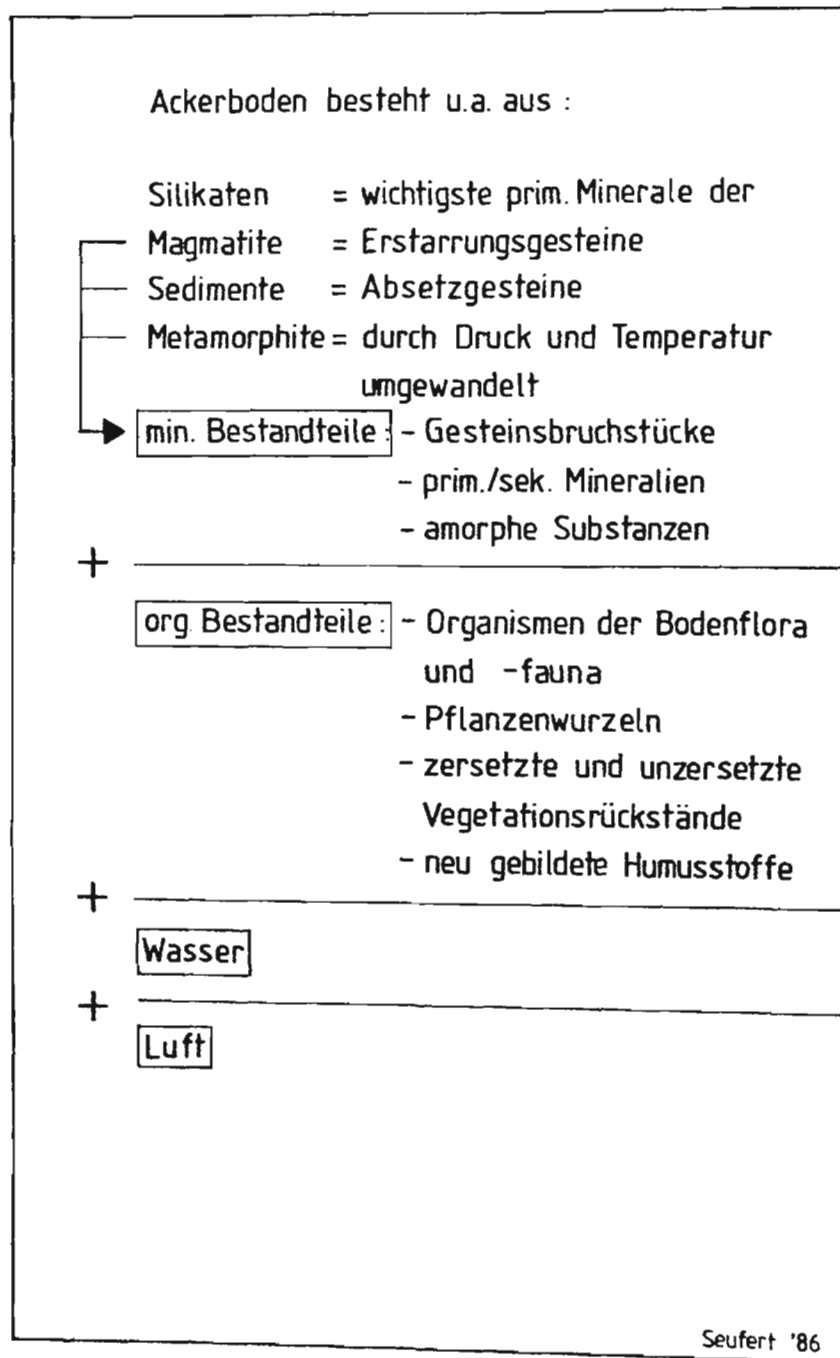 Ackerboden besteht u.a. aus :
Silikaten = wichtigste prim. Minerale der
Magmatite = Erstarrungsgesteine
Sedimente = Absetzgesteine
Metamorphite = durch Druck und Temperatur
umgewandelt
min. Bestandteile : - Gesteinsbruchstücke
- prim./sek. Mineralien
- amorphe Substanzen
+
org. Bestandteile : - Organismen der Bodenflora
und -fauna
- Pflanzenwurzeln
- zersetzte und unzersetzte
Vegetationsrückstände
- neu gebildete Humusstoffe
+
Wasser
+
Luft
Seufert '86